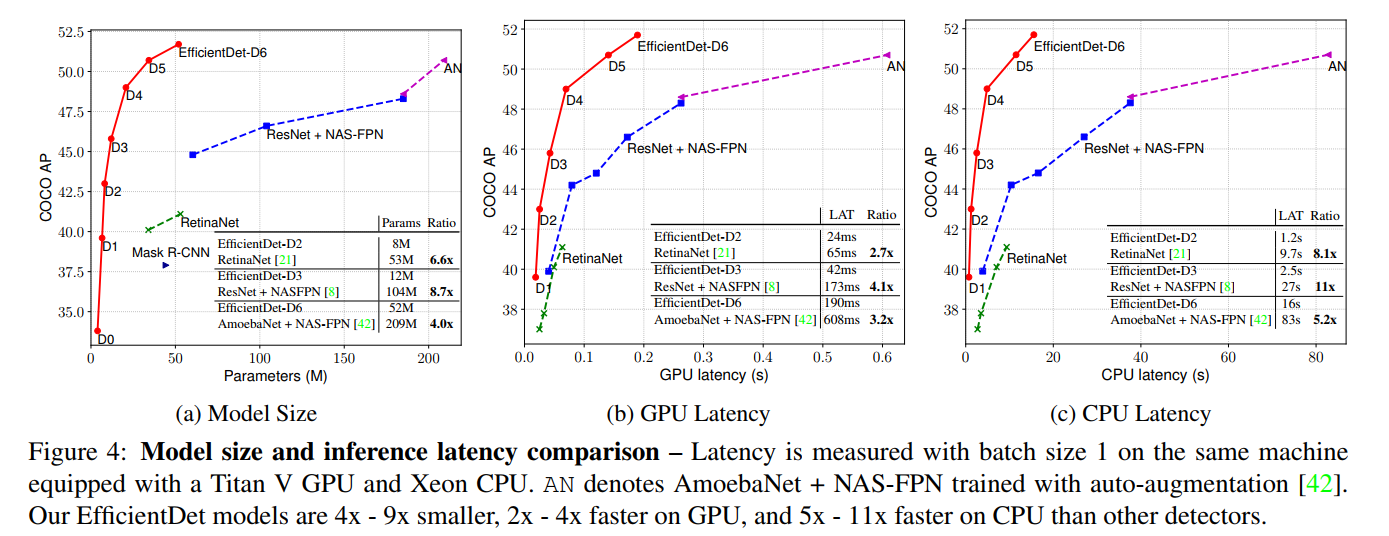 52.5
50.0
47.5
45.0
42.5
40.0
37.5
35.0
COCO AP
0 50 100 150 200
Parameters (M)
EfficientDet-D6
D5
AN
D4
D3
ResNet + NAS-FPN
D2
RetinaNet
D1
Mask R-CNN
D0
Params Ratio
EfficientDet-D2 8M
RetinaNet [21] 53M 6.6x
EfficientDet-D3 12M
ResNet + NASFPN [8] 104M 8.7x
EfficientDet-D6 52M
AmoebaNet + NAS-FPN [42] 209M 4.0x
(a) Model Size
52
50
48
46
44
42
40
38
COCO AP
0.0 0.1 0.2 0.3 0.4 0.5 0.6
GPU latency (s)
EfficientDet-D6
D5
AN
D4
D3
ResNet + NAS-FPN
D2
RetinaNet
D1
LAT Ratio
EfficientDet-D2 24ms
RetinaNet [21] 65ms 2.7x
EfficientDet-D3 42ms
ResNet + NASFPN [8] 173ms 4.1x
EfficientDet-D6 190ms
AmoebaNet + NAS-FPN [42] 608ms 3.2x
(b) GPU Latency
52
50
48
46
44
42
40
38
COCO AP
0 20 40 60 80
CPU latency (s)
EfficientDet-D6
D5
AN
D4
D3
ResNet + NAS-FPN
D2
RetinaNet
D1
LAT Ratio
EfficientDet-D2 1.2s
RetinaNet [21] 9.7s 8.1x
EfficientDet-D3 2.5s
ResNet + NASFPN [8] 27s 11x
EfficientDet-D6 16s
AmoebaNet + NAS-FPN [42] 83s 5.2x
(c) CPU Latency
Figure 4: Model size and inference latency comparison – Latency is measured with batch size 1 on the same machine
equipped with a Titan V GPU and Xeon CPU. AN denotes AmoebaNet + NAS-FPN trained with auto-augmentation [42].
Our EfficientDet models are 4x - 9x smaller, 2x - 4x faster on GPU, and 5x - 11x faster on CPU than other detectors.